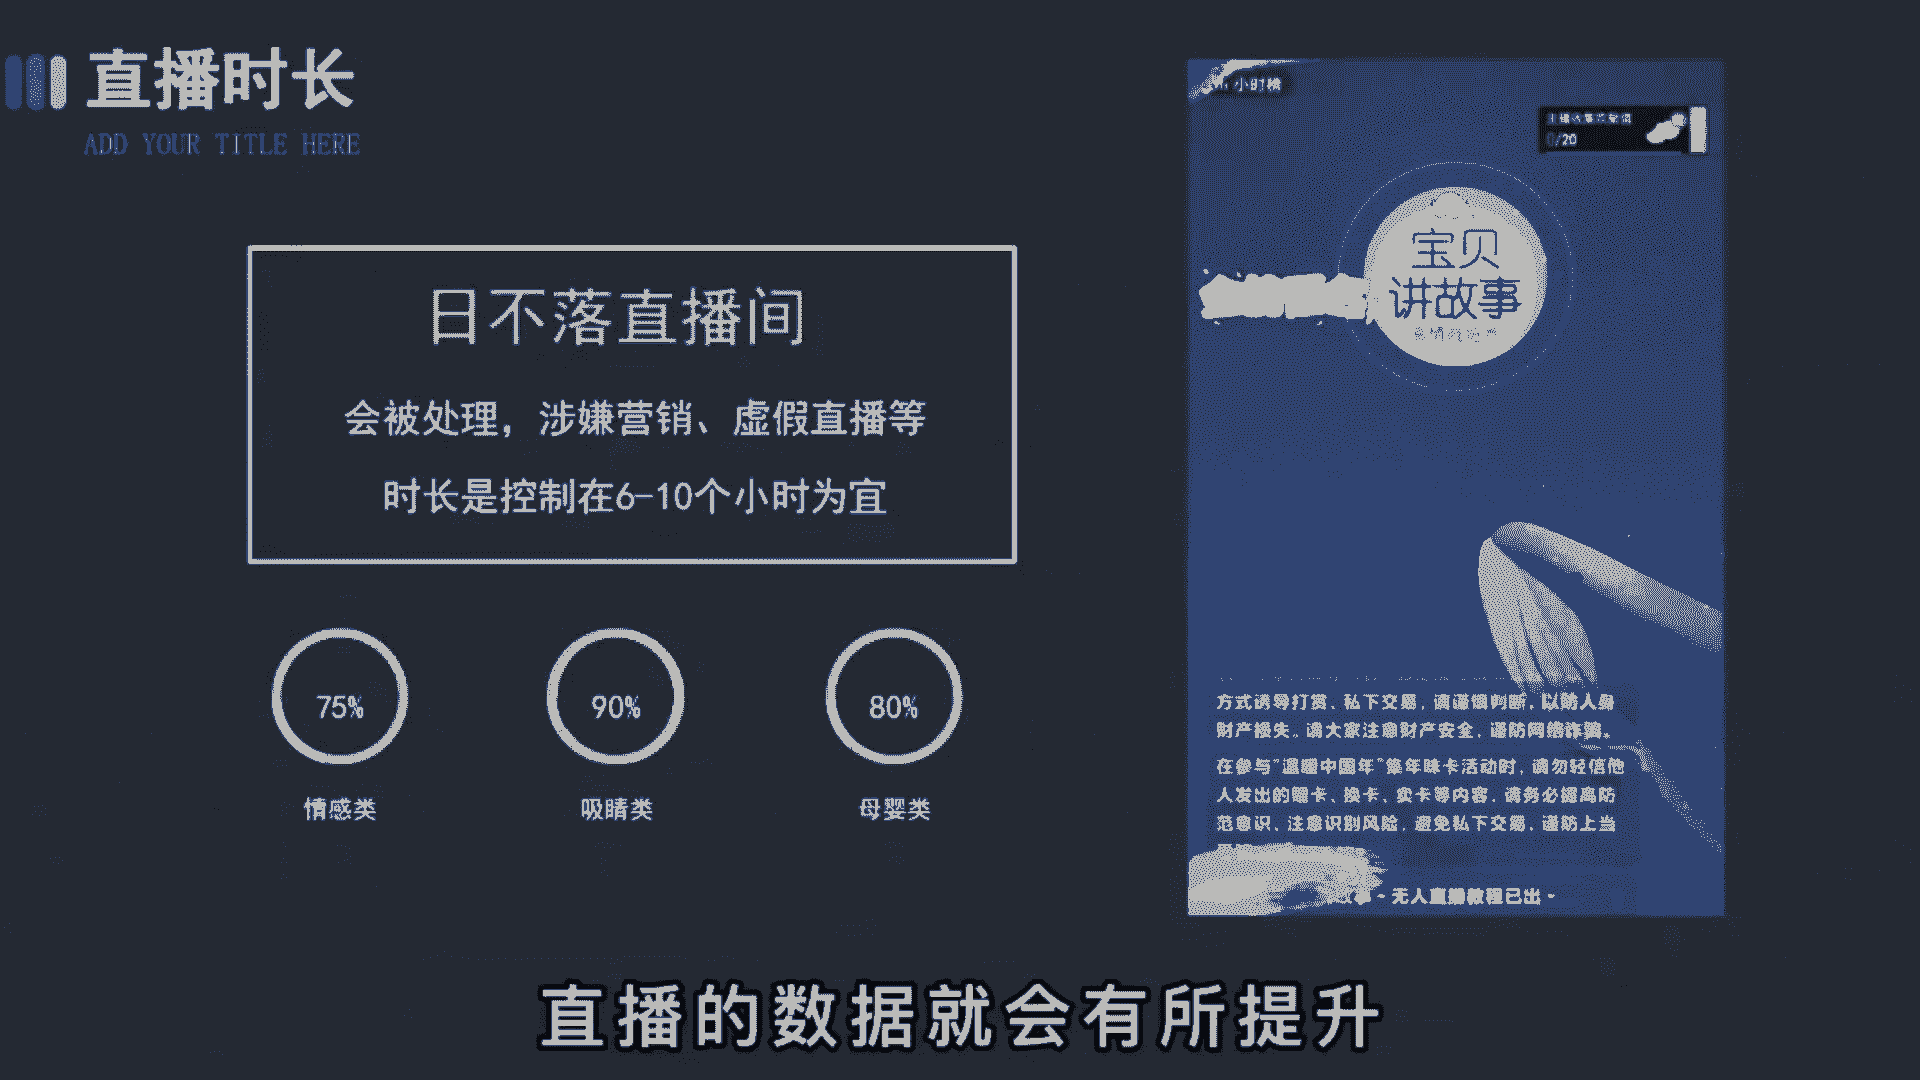 直播时长
ADD YOUR TITLE HERE
日不落直播间
会被处理，涉嫌营销、虚假直播等
时长是控制在6-10个小时为宜
75%
90%
80%
情感类
吸睛类
母婴类
小时榜
0/20
宝贝
讲故事
方式诱导打赏、私下交易，请谨慎判断，以防人身
财产损失。请大家注意财产安全，谨防网络诈骗。
在参与"温暖中国年"集年味卡活动时，请勿轻信他
人发出的赠卡、换卡、卖卡等内容，请务必提高防
范意识、注意识别风险，避免私下交易，谨防上当
故事-无人直播教程已出-
直播的数据就会有所提升